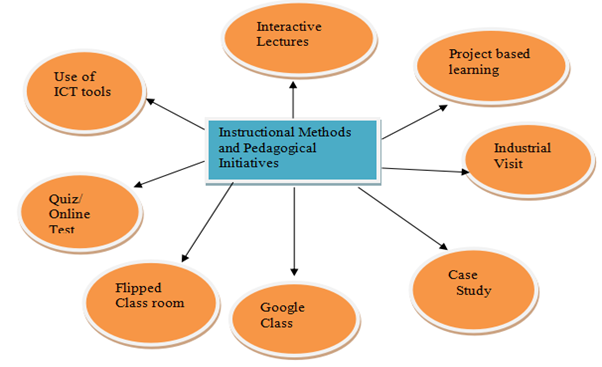 Interactive
Lectures
Project based
learning
Use of
ICT tools
Instructional Methods
and Pedagogical
Initiatives
Industrial
Visit
Quiz/
Online
Test
Case
Study
Flipped
Class room
Google
Class